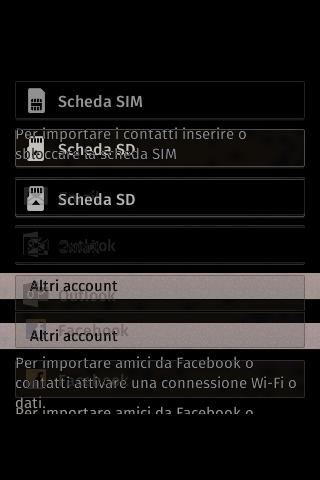 Scheda SIM
Per importare i contatti inserire o
Scheda SD
sbloccare la scheda SIM
Scheda SD
Outlook
Altri account
Outlook
Facebook
Altri account
Per importare amici da Facebook o
Facebook
contatti attivare una connessione Wi-Fi o
dati.
Per importare amici da Facebook o